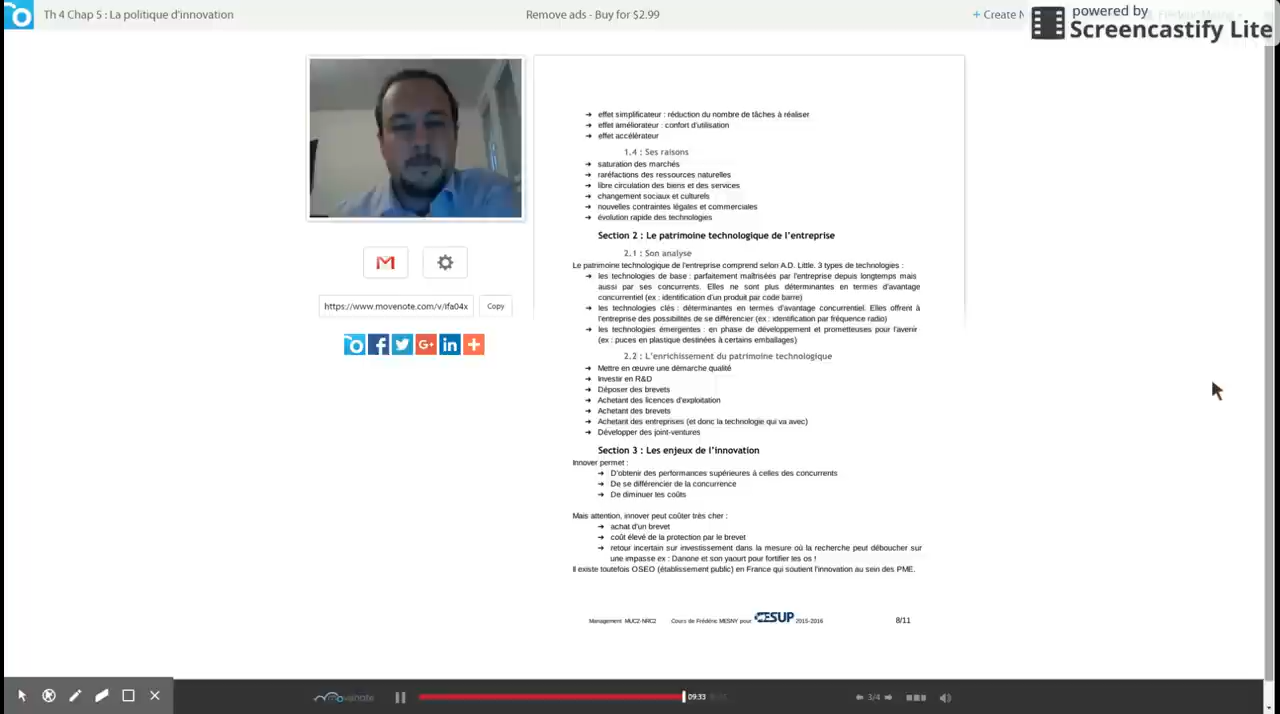 Th 4 Chap 5 : La politique d'innovation
Remove ads - Buy for $2.99
+ Create N
powered by
Screencastify Lite
➔ effet simplificateur : réduction du nombre de tâches à réaliser
➔ effet améliorateur : confort d'utilisation
➔ effet accélérateur
1.4 : Ses raisons
➔ saturation des marchés
➔ raréfactions des ressources naturelles
➔ libre circulation des biens et des services
➔ changement sociaux et culturels
➔ nouvelles contraintes légales et commerciales
➔ évolution rapide des technologies
Section 2 : Le patrimoine technologique de l'entreprise
2.1 : Son analyse
Le patrimoine technologique de l'entreprise comprend selon A.D. Little, 3 types de technologies :
➔ les technologies de base : parfaitement maîtrisées par l'entreprise depuis longtemps mais
aussi par ses concurrents. Elles ne sont plus déterminantes en termes d'avantage
concurrentiel (ex : identification d'un produit par code barre)
➔ les technologies clés : déterminantes en termes d'avantage concurrentiel. Elles offrent à
l'entreprise des possibilités de se différencier (ex : identification par fréquence radio)
➔ les technologies émergentes : en phase de développement et prometteuses pour l'avenir
(ex : puces en plastique destinées à certains emballages)
2.2 : L'enrichissement du patrimoine technologique
➔ Mettre en œuvre une démarche qualité
➔ Investir en R&D
➔ Déposer des brevets
➔ Achetant des licences d'exploitation
➔ Achetant des brevets
➔ Achetant des entreprises (et donc la technologie qui va avec)
➔ Développer des joint-ventures
Section 3 : Les enjeux de l'innovation
Innover permet :
➔ D'obtenir des performances supérieures à celles des concurrents
➔ De se différencier de la concurrence
➔ De diminuer les coûts
Mais attention, innover peut coûter très cher :
➔ achat d'un brevet
➔ coût élevé de la protection par le brevet
➔ retour incertain sur investissement dans la mesure où la recherche peut déboucher sur
une impasse ex : Danone et son yaourt pour fortifier les os !
Il existe toutefois OSEO (établissement public) en France qui soutient l'innovation au sein des PME.
Management MUC2-NRC2 Cours de Frédéric MESNY pour CESUP 2015-2016 8/11
https://www.movenote.com/v/Ifa04x
Copy
movenote
09:33
3/4